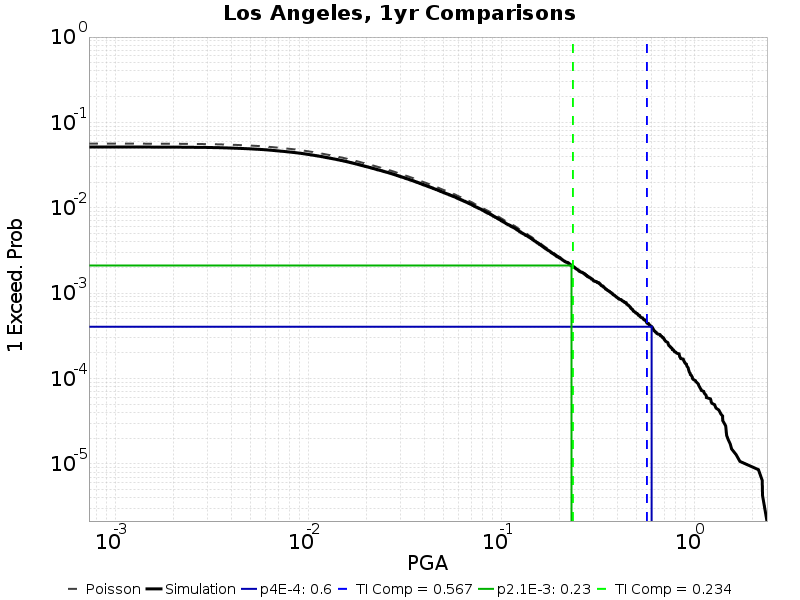 Los Angeles, 1yr Comparisons
10^0
10^-1
10^-2
10^-3
10^-4
10^-5
1 Exceed. Prob
10^-3 10^-2 10^-1 10^0
PGA
Poisson Simulation p4E-4: 0.6 TI Comp = 0.567 p2.1E-3: 0.23 TI Comp = 0.234